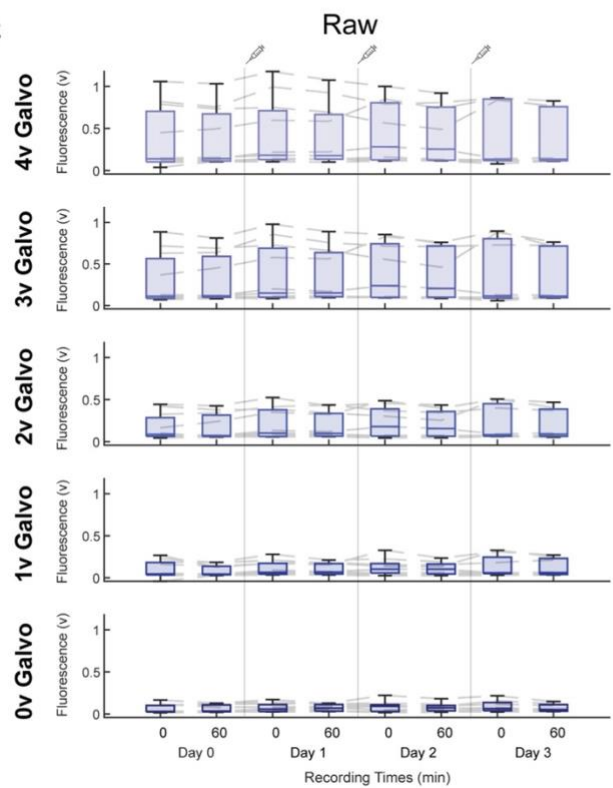 Raw
4v Galvo
Fluorescence (v)
1
0.5
0
3v Galvo
Fluorescence (v)
1
0.5
0
2v Galvo
Fluorescence (v)
1
0.5
0
1v Galvo
Fluorescence (v)
1
0.5
0
0v Galvo
Fluorescence (v)
1
0.5
0
0 60 0 60 0 60 0 60
Day 0 Day 1 Day 2 Day 3
Recording Times (min)